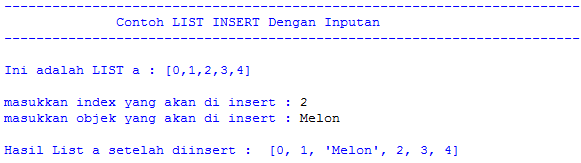 ------------------------------------------------------------------------
Contoh LIST INSERT Dengan Inputan
------------------------------------------------------------------------
Ini adalah LIST a : [0,1,2,3,4]
masukkan index yang akan di insert : 2
masukkan objek yang akan di insert : Melon
Hasil List a setelah diinsert :  [0, 1, 'Melon', 2, 3, 4]